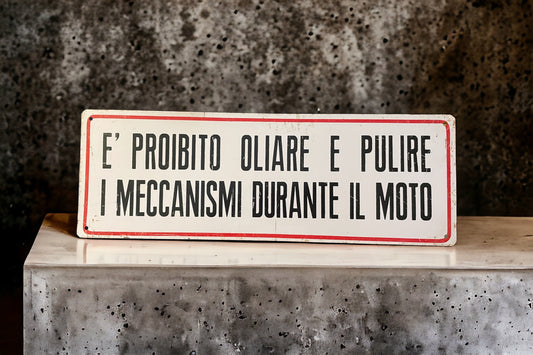 E' PROIBITO OLIARE E PULIRE
I MECCANISMI DURANTE IL MOTO